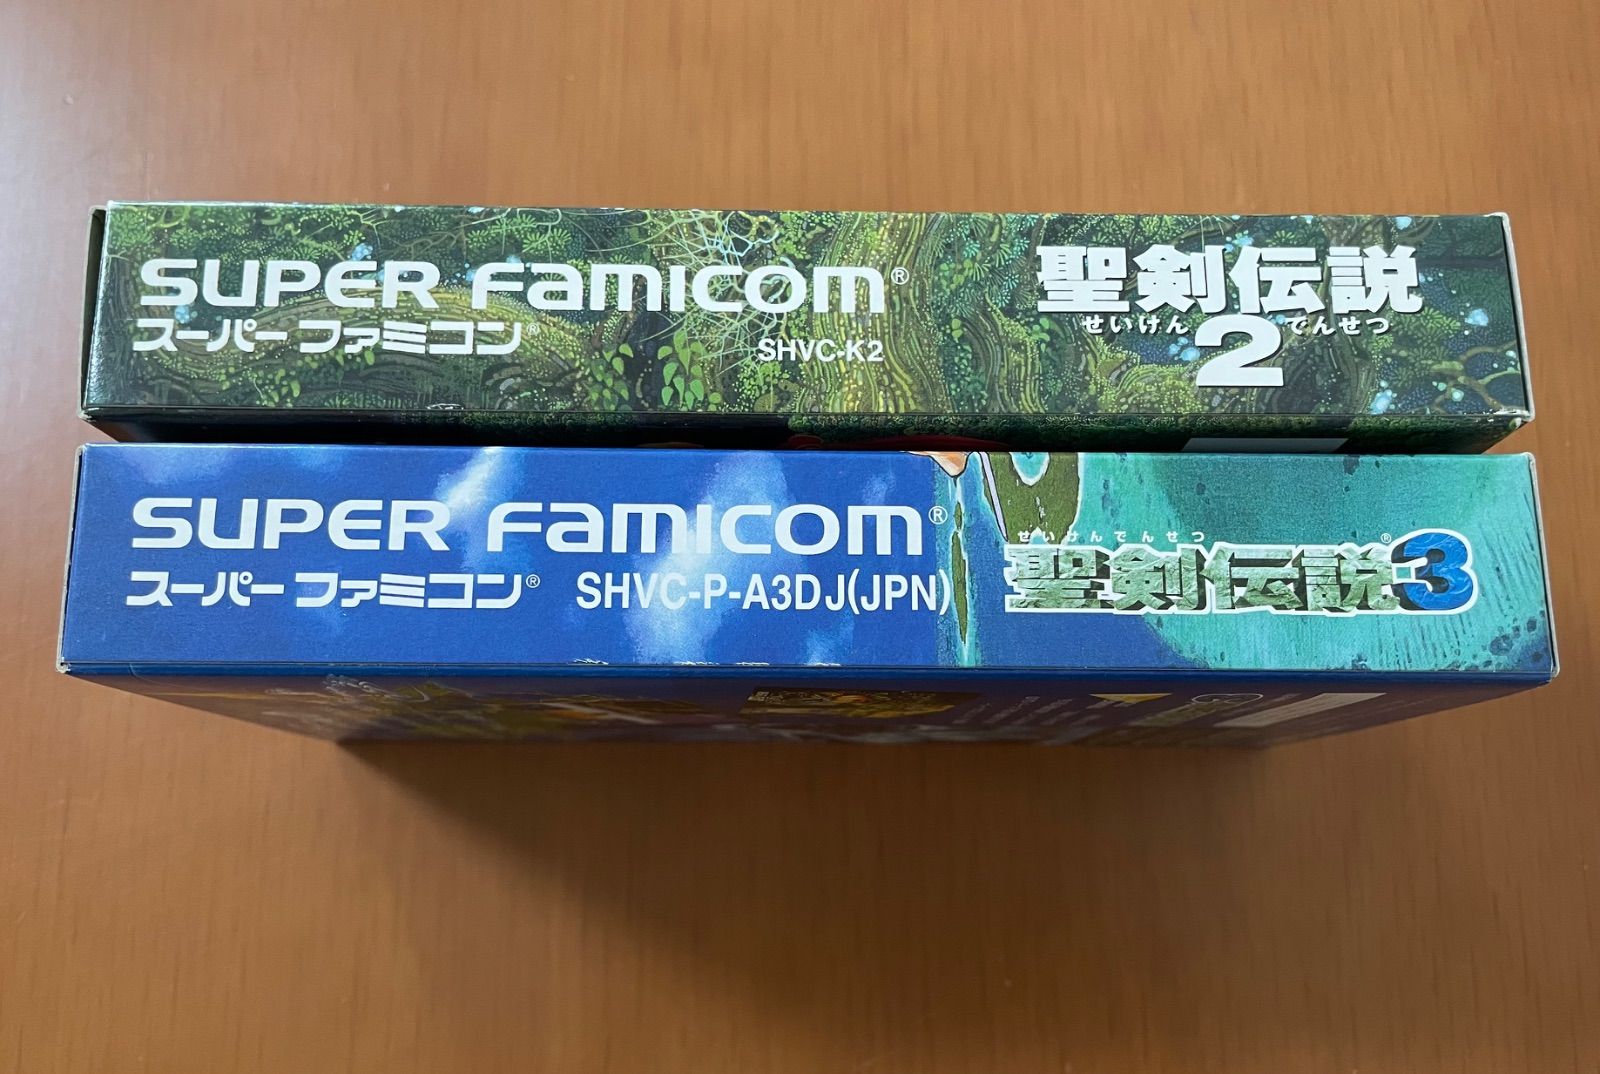 SUPER FAMICOM®
スーパーファミコン®
SHVC-K2
聖剣伝説
せいけん でんせつ
2
SUPER FAMICOM®
スーパーファミコン® SHVC-P-A3DJ(JPN)
せいけんでんせつ
聖剣伝説®3